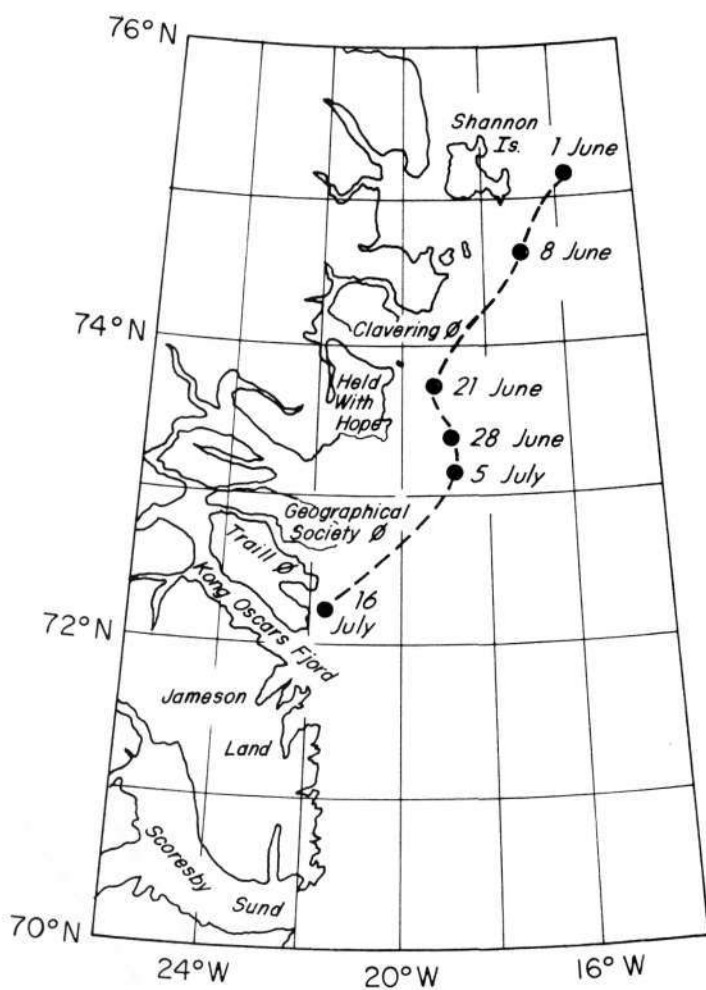 76°N
Shannon
Is.
1 June
8 June
74°N
Clavering Ø
Held
With
Hope
21 June
28 June
5 July
Geographical
Society Ø
Traill Ø
Kong Oscars Fjord
16
July
72°N
Jameson
Land
Scoresby
Sund
70°N
24°W
20°W
16°W